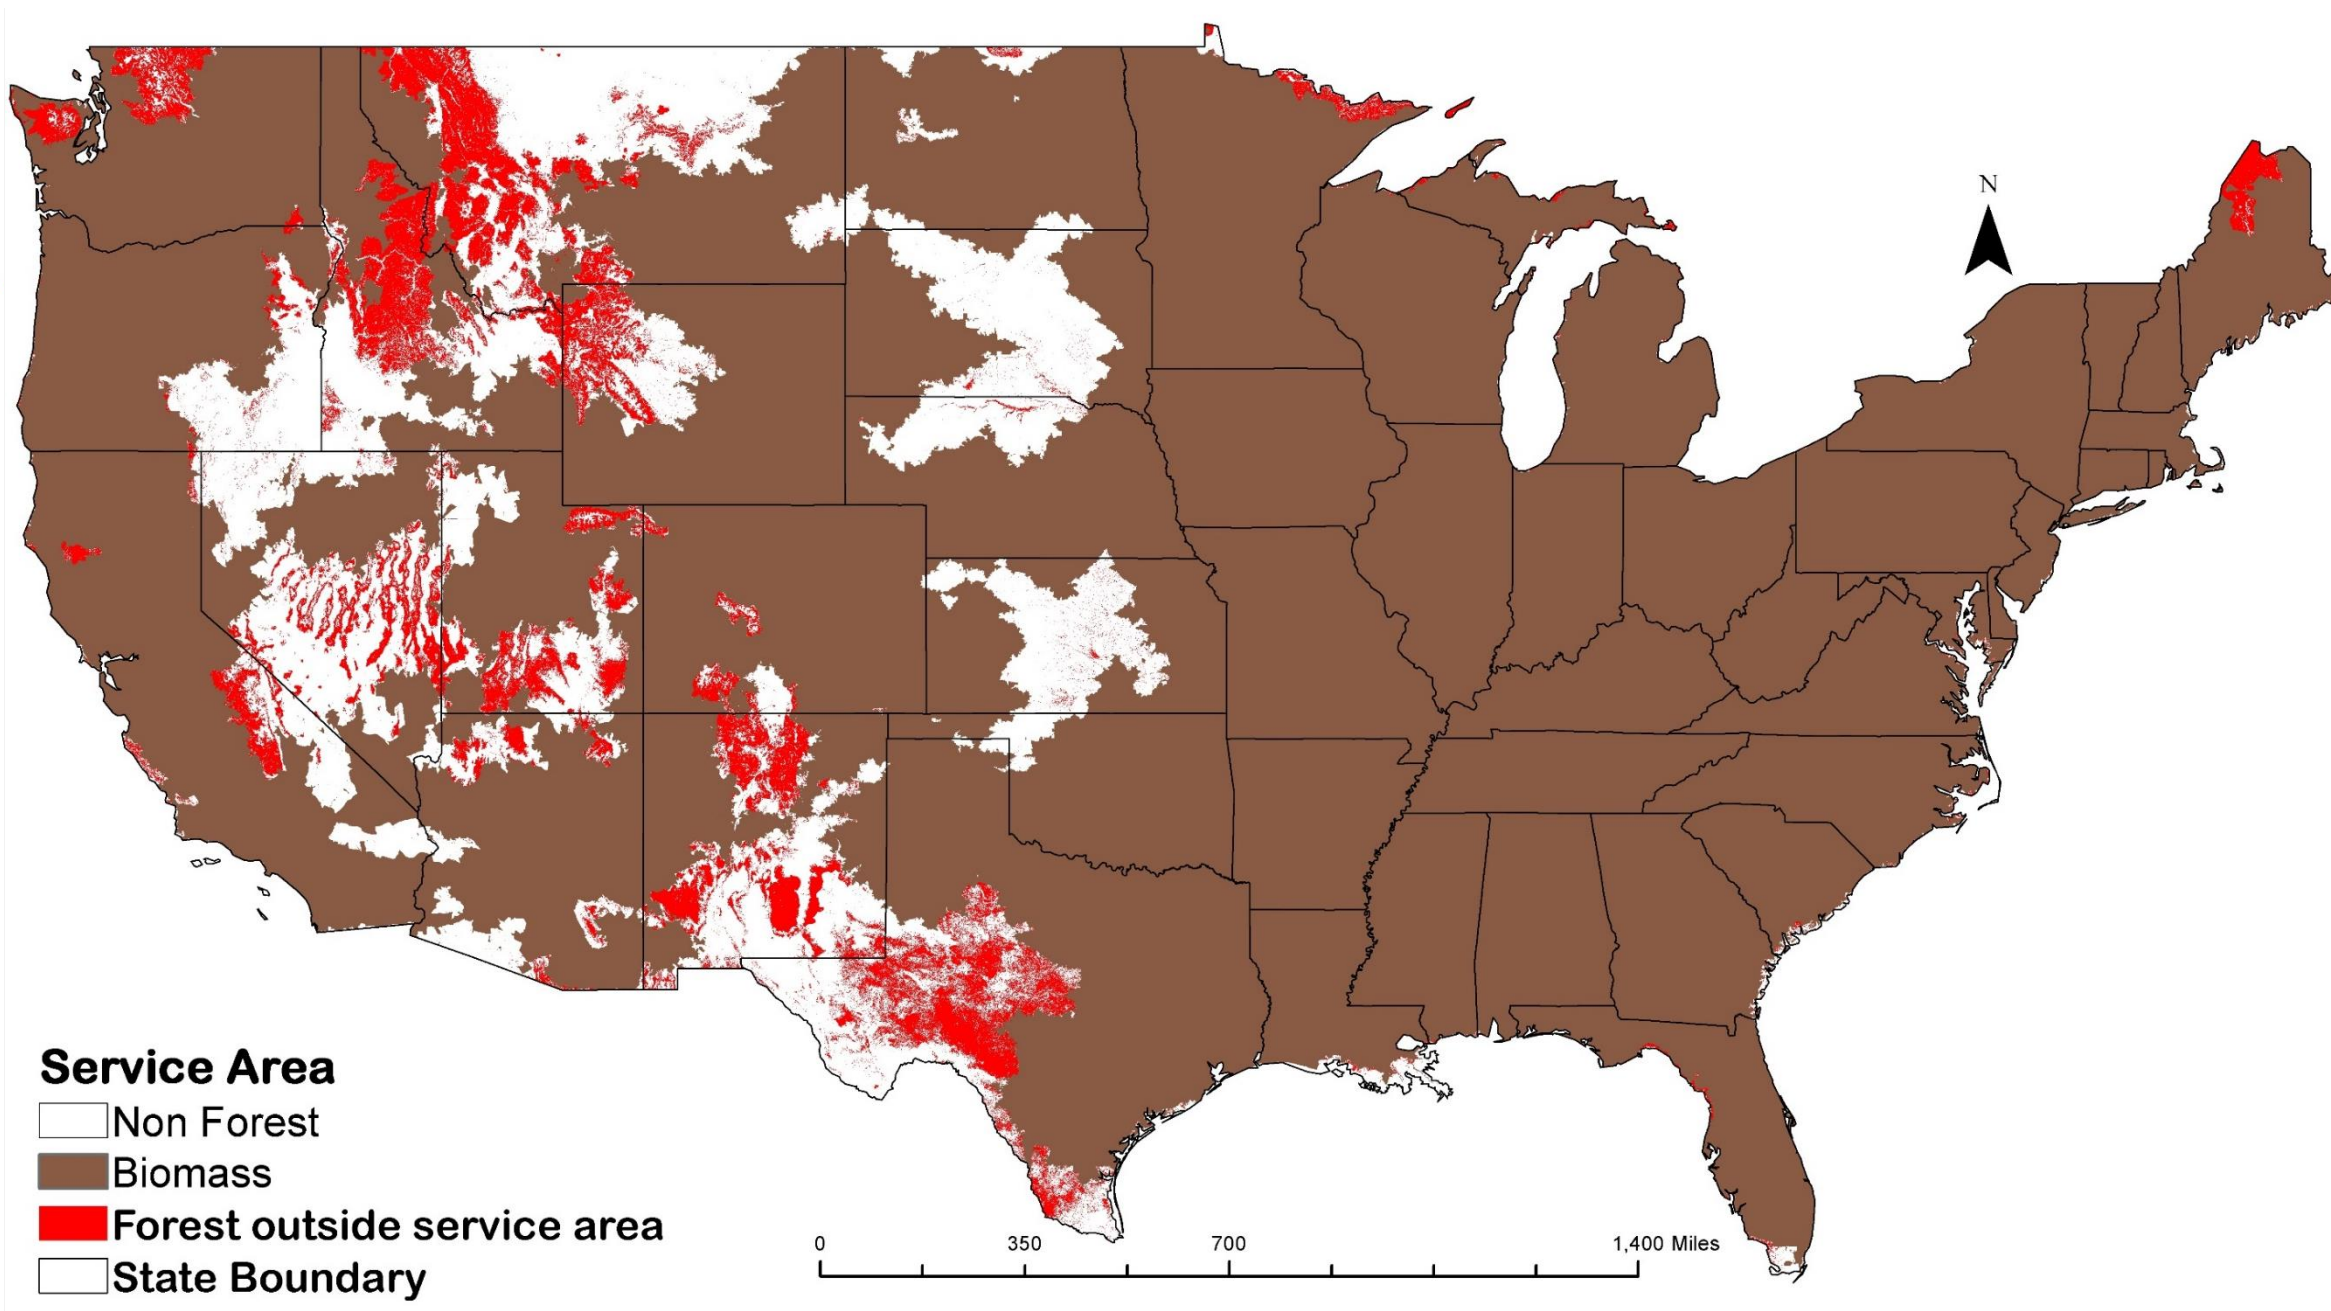 N
Service Area
Non Forest
Biomass
Forest outside service area
State Boundary
0 350 700 1,400 Miles